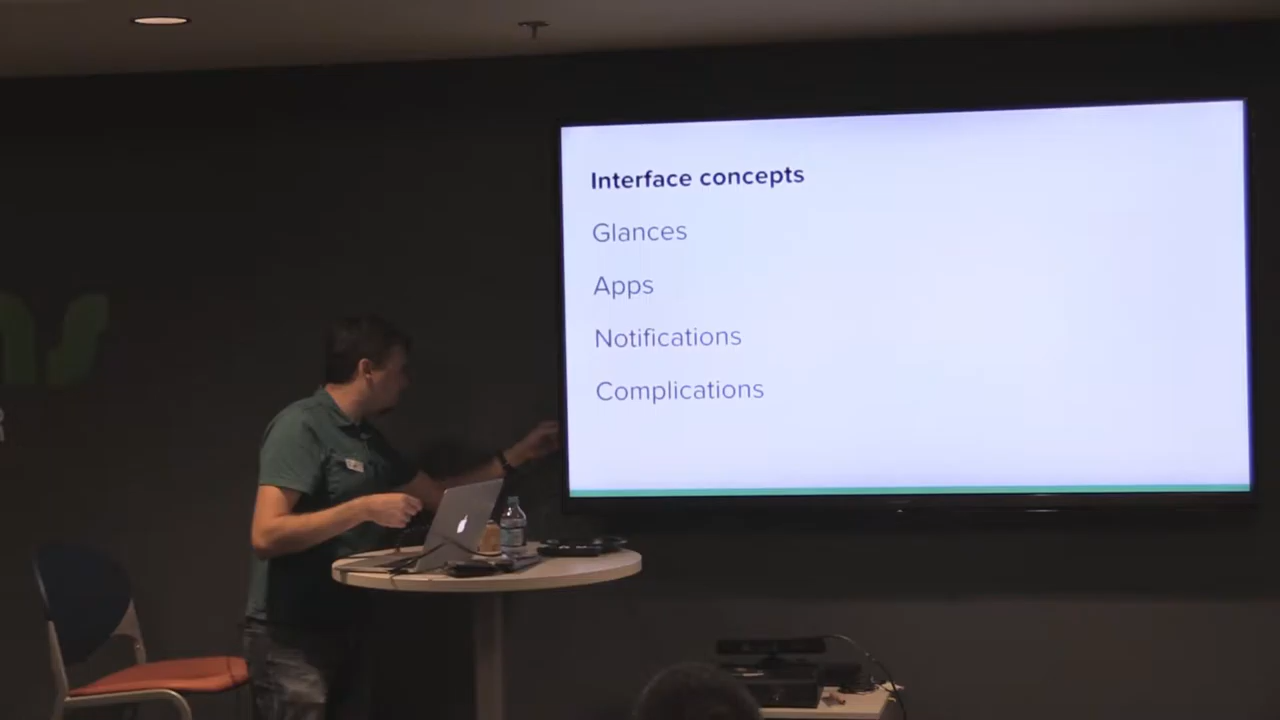 Interface concepts
Glances
Apps
Notifications
Complications